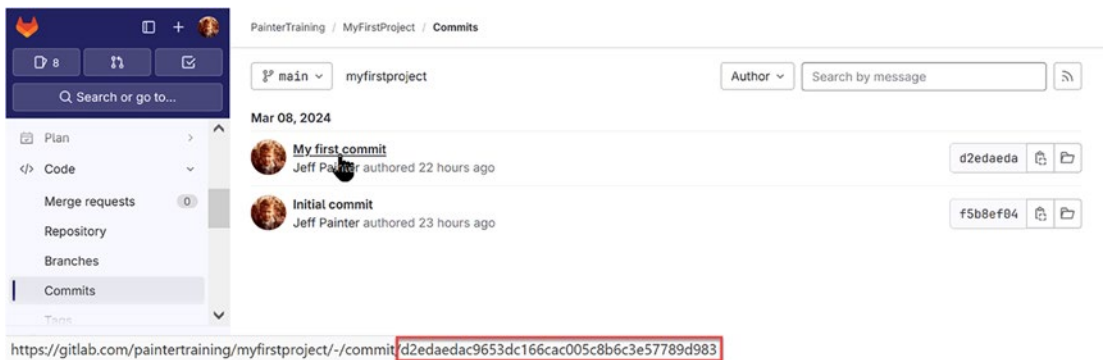 PainterTraining / MyFirstProject / Commits
8
Search or go to...
main myfirstproject Author Search by message
Plan
Code
Merge requests 0
Repository
Branches
Commits
Tags
Mar 08, 2024
My first commit
Jeff Painter authored 22 hours ago
d2edaeda
Initial commit
Jeff Painter authored 23 hours ago
f5b8ef04
https://gitlab.com/paintertraining/myfirstproject/-/commit/d2edaedac9653dc166cac005c8b6c3e57789d983